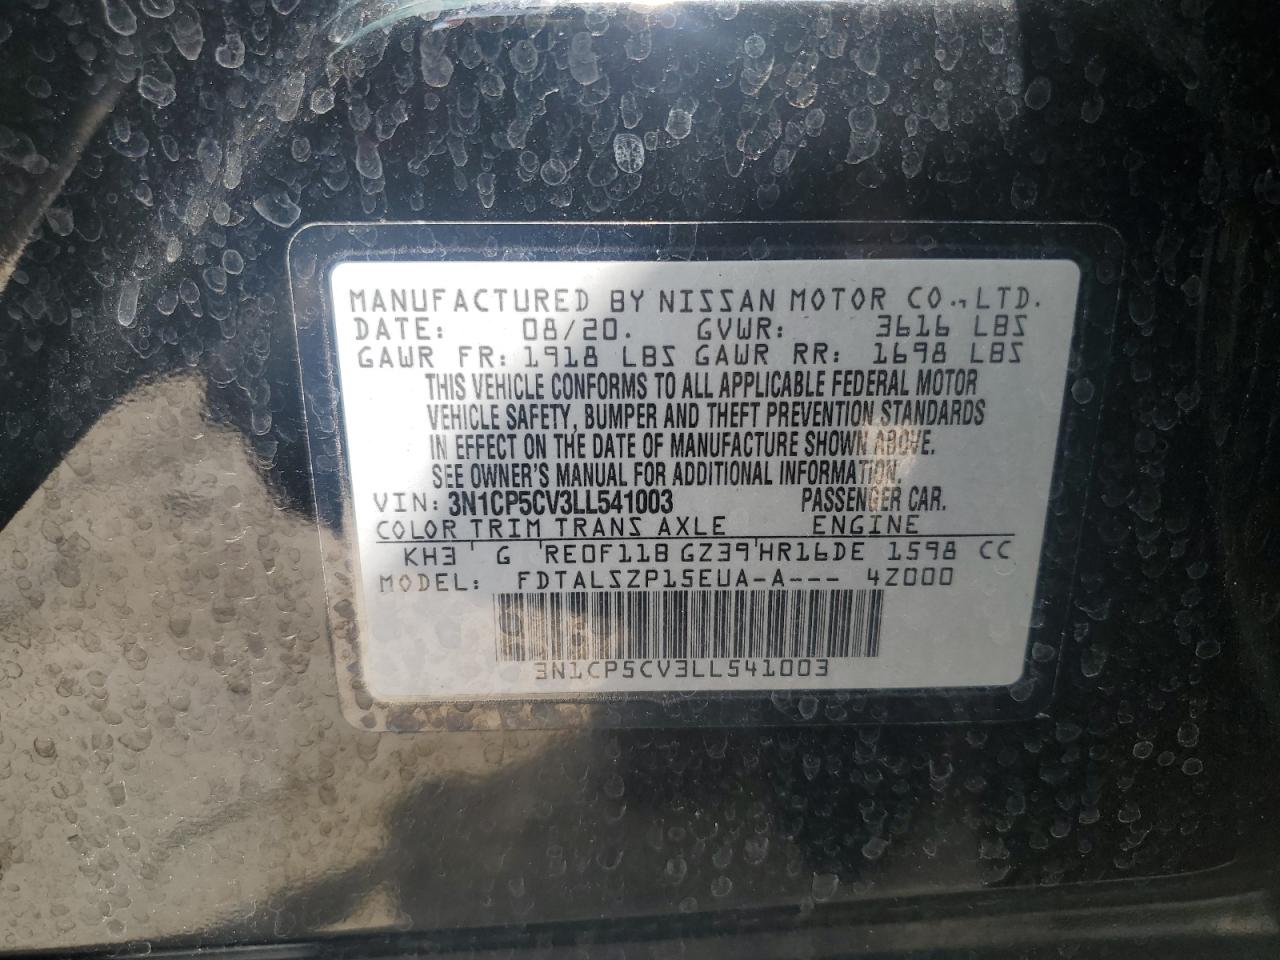 MANUFACTURED BY NISSAN MOTOR CO., LTD.
DATE: 08/20. GVWR: 3616 LBS
GAWR FR: 1918 LBS GAWR RR: 1698 LBS
THIS VEHICLE CONFORMS TO ALL APPLICABLE FEDERAL MOTOR
VEHICLE SAFETY, BUMPER AND THEFT PREVENTION STANDARDS
IN EFFECT ON THE DATE OF MANUFACTURE SHOWN ABOVE.
SEE OWNER'S MANUAL FOR ADDITIONAL INFORMATION.
VIN: 3N1CP5CV3LL541003 PASSENGER CAR.
COLOR TRIM TRANS AXLE ENGINE
KH3 G RE0F11B GZ39 HR16DE 1598 CC
MODEL: FDTALSZP15EUA-A--- 4Z000
3N1CP5CV3LL541003